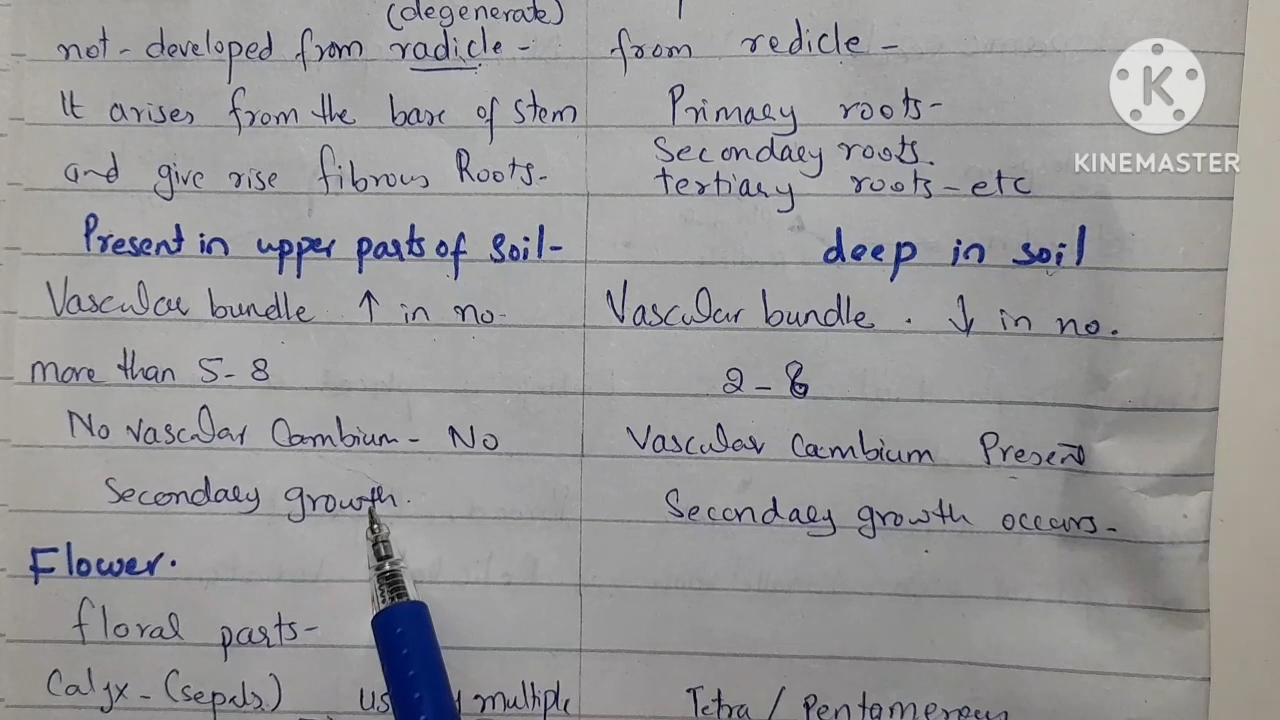 (degenerate)
not-developed from radicle-
from redicle-
It arises from the base of stem
Primary roots-
and give rise fibrous Roots-
Secondary roots.
tertiary roots-etc
Present in upper parts of soil-
deep in soil
Vascular bundle ↑ in no-
Vascular bundle. ↓ in no.
more than 5-8
2-6
No vascular Cambium- No
Vascular Cambium Present
Secondary growth.
Secondary growth occurs-
Flower.
floral parts-
Calyx-(sepals) multiple
Tetra / Pentamerous
K
KINEMASTER